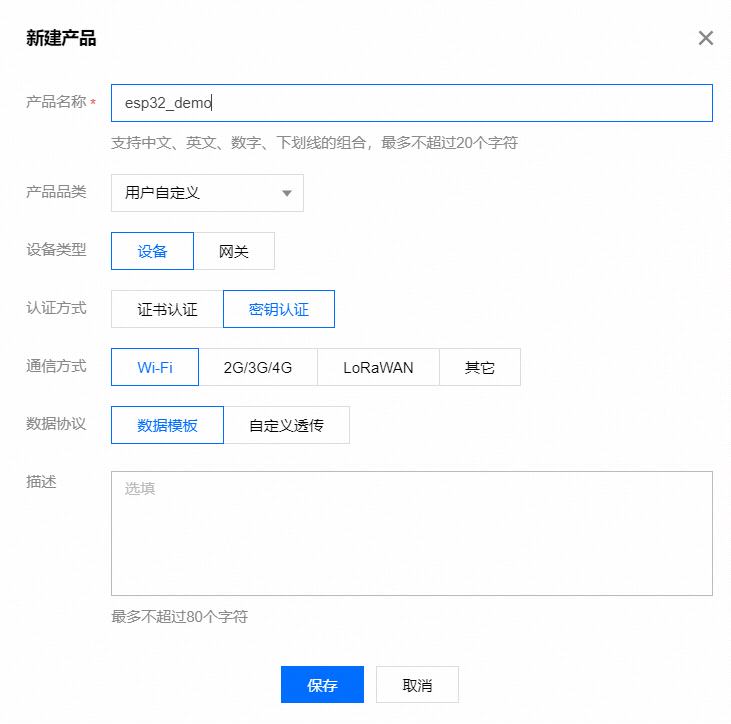 新建产品
产品名称 * esp32_demo
支持中文、英文、数字、下划线的组合，最多不超过20个字符
产品品类 用户自定义
设备类型 设备 网关
认证方式 证书认证 密钥认证
通信方式 Wi-Fi 2G/3G/4G LoRaWAN 其它
数据协议 数据模板 自定义透传
描述 选填
最多不超过80个字符
保存 取消